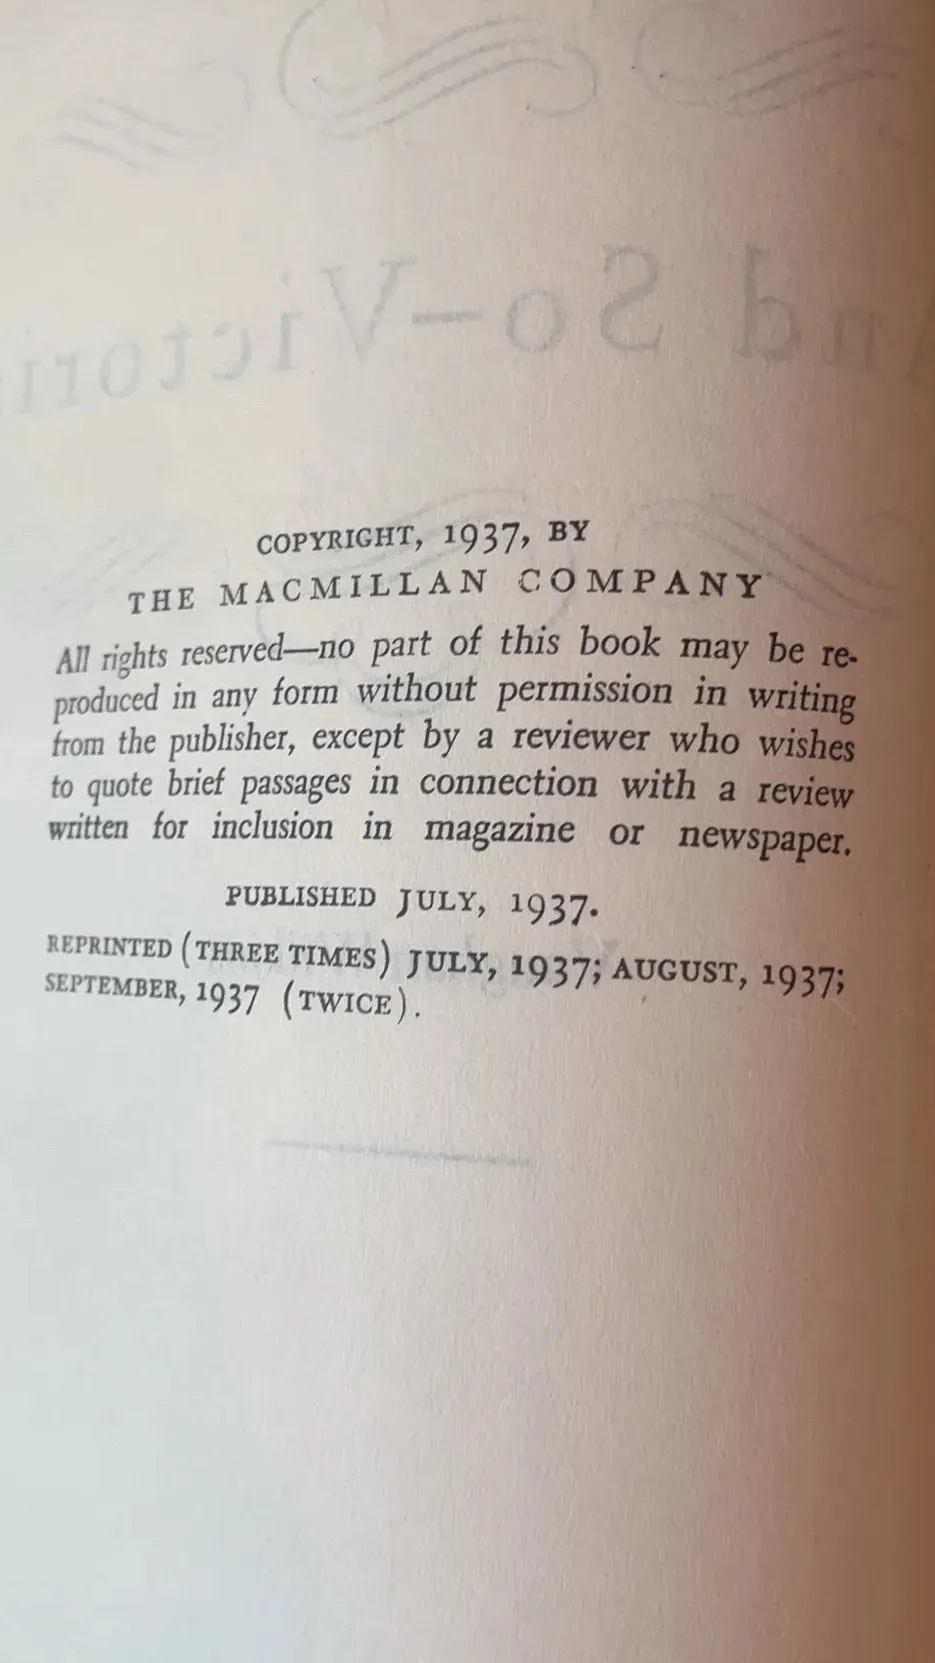 And So—Victori
COPYRIGHT, 1937, BY
THE MACMILLAN COMPANY
All rights reserved—no part of this book may be re-
produced in any form without permission in writing
from the publisher, except by a reviewer who wishes
to quote brief passages in connection with a review
written for inclusion in magazine or newspaper.
PUBLISHED JULY, 1937.
REPRINTED (THREE TIMES) JULY, 1937; AUGUST, 1937;
SEPTEMBER, 1937 (TWICE).